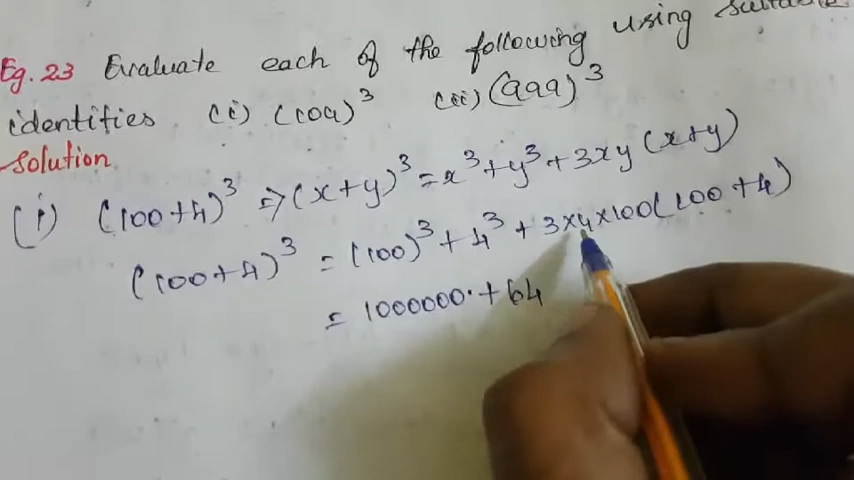 Eg. 23 Evaluate each of the following using
identities. (i) (104)³ (ii) (999)³
Solution
(i) (100+4)³ ⇒ (x+y)³ = x³+y³+3xy(x+y)
(100+4)³ = (100)³ + 4³ + 3×4×100(100+4)
= 1000000 + 64